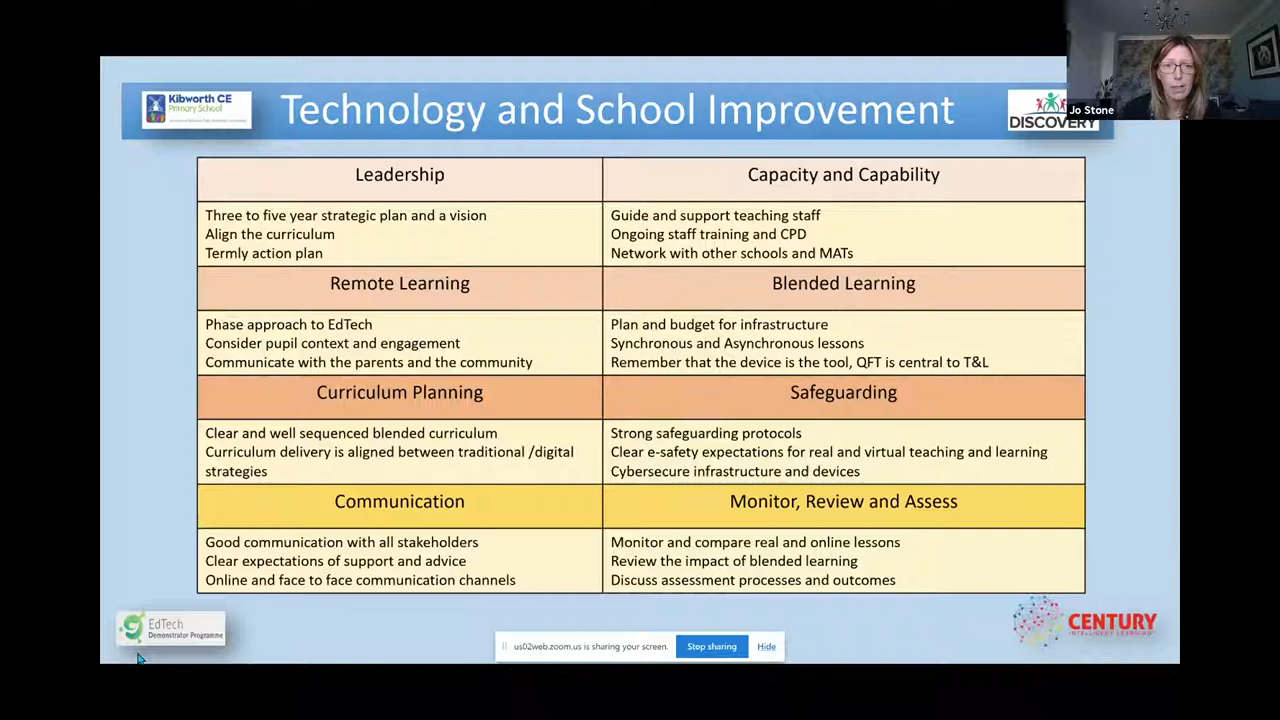 Kibworth CE
Primary School
Technology and School Improvement
DISCOVERY
Jo Stone
Leadership
Capacity and Capability
Three to five year strategic plan and a vision
Align the curriculum
Termly action plan
Guide and support teaching staff
Ongoing staff training and CPD
Network with other schools and MATs
Remote Learning
Blended Learning
Phase approach to EdTech
Consider pupil context and engagement
Communicate with the parents and the community
Plan and budget for infrastructure
Synchronous and Asynchronous lessons
Remember that the device is the tool, QFT is central to T&L
Curriculum Planning
Safeguarding
Clear and well sequenced blended curriculum
Curriculum delivery is aligned between traditional /digital
strategies
Strong safeguarding protocols
Clear e-safety expectations for real and virtual teaching and learning
Cybersecure infrastructure and devices
Communication
Monitor, Review and Assess
Good communication with all stakeholders
Clear expectations of support and advice
Online and face to face communication channels
Monitor and compare real and online lessons
Review the impact of blended learning
Discuss assessment processes and outcomes
EdTech
Demonstrator Programme
us02web.zoom.us is sharing your screen.
Stop sharing
Hide
CENTURY
INTELLIGENT LEARNING